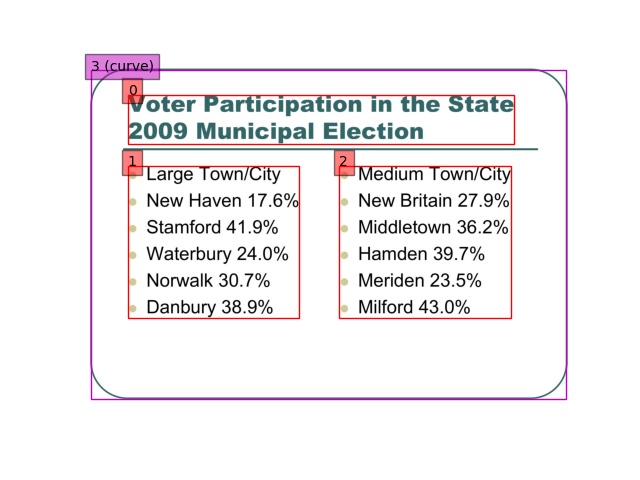 3 (curve)
0
Voter Participation in the State
2009 Municipal Election
1
Large Town/City
New Haven 17.6%
Stamford 41.9%
Waterbury 24.0%
Norwalk 30.7%
Danbury 38.9%
2
Medium Town/City
New Britain 27.9%
Middletown 36.2%
Hamden 39.7%
Meriden 23.5%
Milford 43.0%